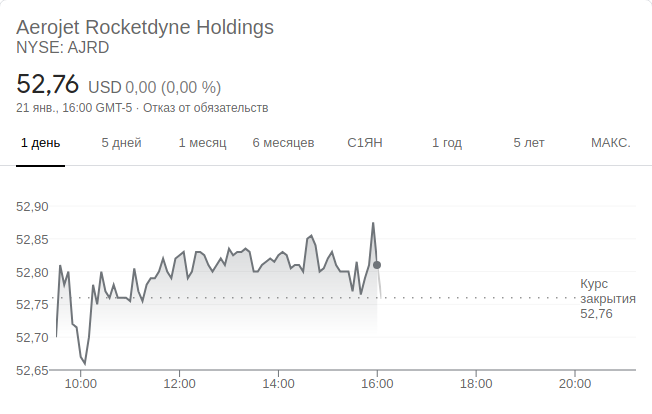 Aerojet Rocketdyne Holdings
NYSE: AJRD
52,76 USD 0,00 (0,00 %)
21 янв., 16:00 GMT-5 · Отказ от обязательств
1 день 5 дней 1 месяц 6 месяцев С1ЯН 1 год 5 лет МАКС.
52,90
52,85
52,80
52,75
52,70
52,65
Курс
закрытия
52,76
10:00 12:00 14:00 16:00 18:00 20:00